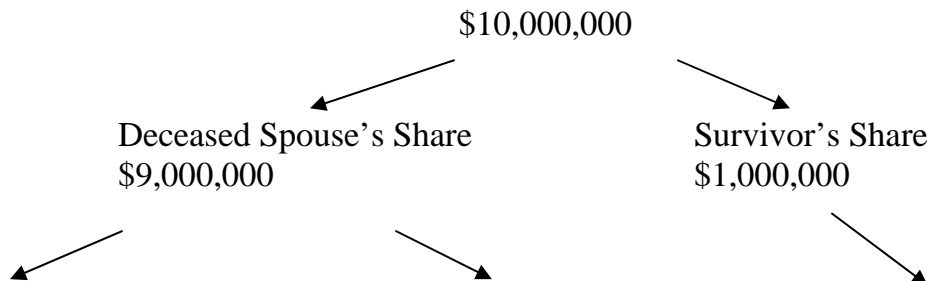 $10,000,000
Deceased Spouse’s Share
$9,000,000
Survivor’s Share
$1,000,000